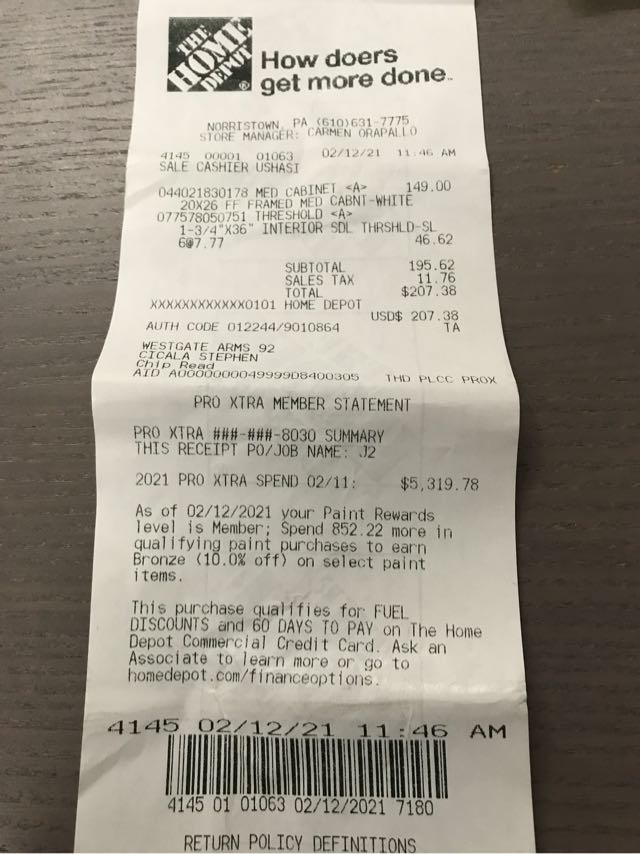 THE
HOME
DEPOT
How doers
get more done™
NORRISTOWN, PA (610)631-7775
STORE MANAGER: CARMEN ORAPALLO
4145 00001 01063 02/12/21 11:46 AM
SALE CASHIER USHASI
044021830178 MED CABINET <A> 149.00
20X26 FF FRAMED MED CABNT-WHITE
077578050751 THRESHOLD <A>
1-3/4"X36" INTERIOR SDL THRSHLD-SL
6@7.77 46.62
SUBTOTAL 195.62
SALES TAX 11.76
TOTAL $207.38
XXXXXXXXXXXX0101 HOME DEPOT
USD$ 207.38
AUTH CODE 012244/9010864 TA
WESTGATE ARMS 92
CICALA STEPHEN
Chip Read
AID A0000000049999D8400305 THD PLCC PROX
PRO XTRA MEMBER STATEMENT
PRO XTRA ###-###-8030 SUMMARY
THIS RECEIPT PO/JOB NAME: J2
2021 PRO XTRA SPEND 02/11: $5,319.78
As of 02/12/2021 your Paint Rewards
level is Member; Spend 852.22 more in
qualifying paint purchases to earn
Bronze (10.0% off) on select paint
items.
This purchase qualifies for FUEL
DISCOUNTS and 60 DAYS TO PAY on The Home
Depot Commercial Credit Card. Ask an
Associate to learn more or go to
homedepot.com/financeoptions.
4145 02/12/21 11:46 AM
4145 01 01063 02/12/2021 7180
RETURN POLICY DEFINITIONS